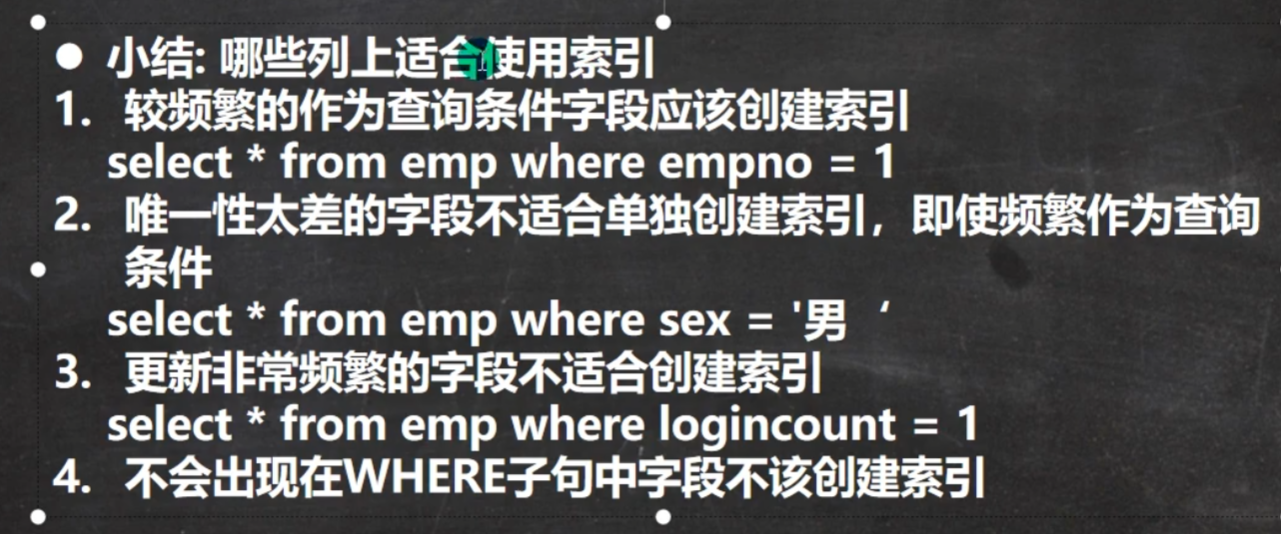 ● 小结: 哪些列上适合使用索引
1. 较频繁的作为查询条件字段应该创建索引
select * from emp where empno = 1
2. 唯一性太差的字段不适合单独创建索引，即使频繁作为查询
条件
select * from emp where sex = '男 ‘
3. 更新非常频繁的字段不适合创建索引
select * from emp where logincount = 1
4. 不会出现在WHERE子句中字段不该创建索引